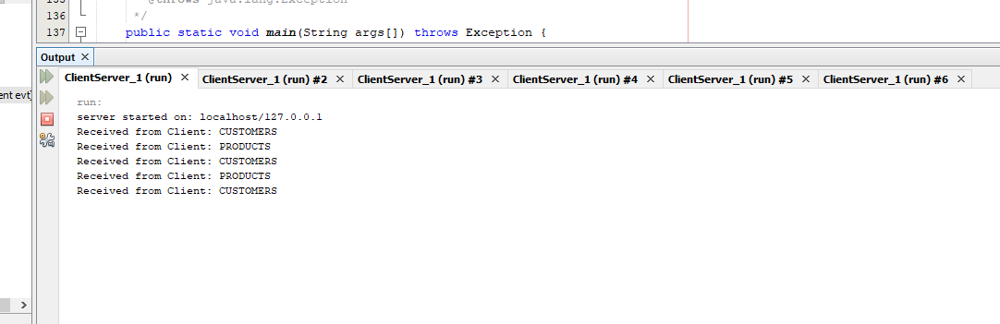 135 @throws java.lang.Exception
136 */
137 public static void main(String args[]) throws Exception {
Output
ent evt)
ClientServer_1 (run) ClientServer_1 (run) #2 ClientServer_1 (run) #3 ClientServer_1 (run) #4 ClientServer_1 (run) #5 ClientServer_1 (run) #6
run:
server started on: localhost/127.0.0.1
Received from Client: CUSTOMERS
Received from Client: PRODUCTS
Received from Client: CUSTOMERS
Received from Client: PRODUCTS
Received from Client: CUSTOMERS